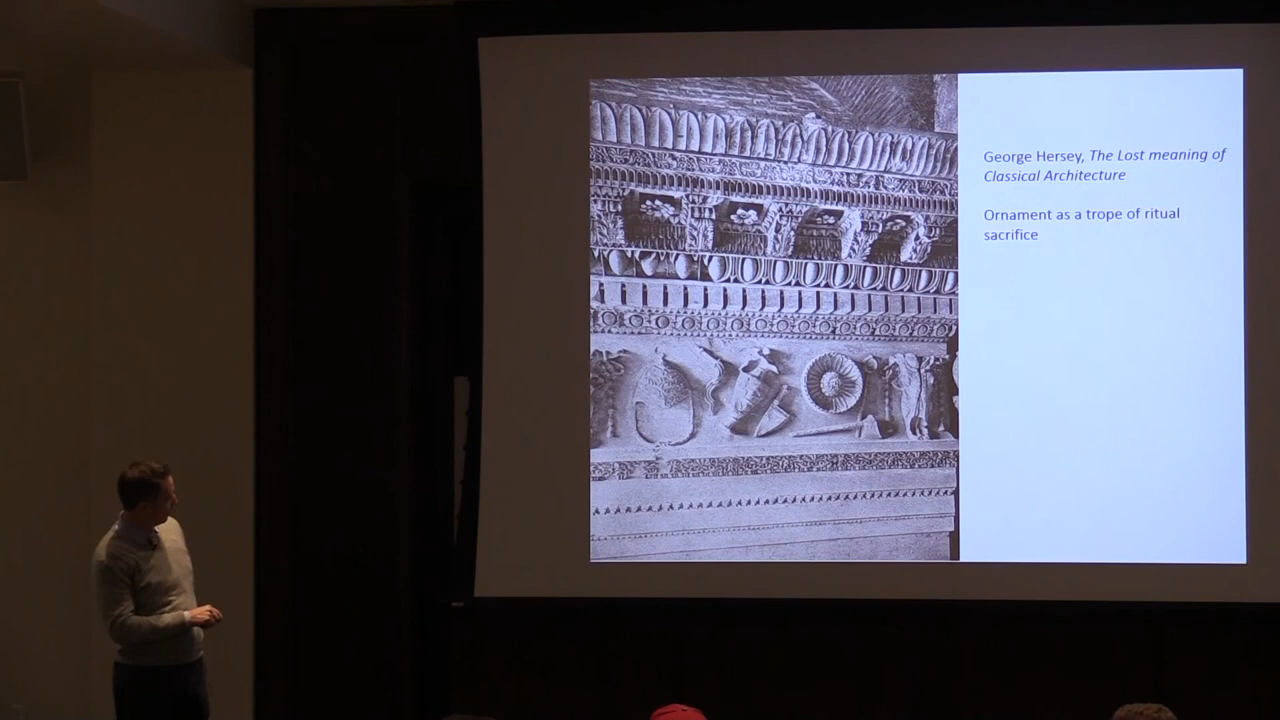 George Hersey, The Lost meaning of
Classical Architecture
Ornament as a trope of ritual
sacrifice